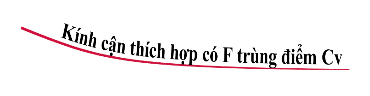 Kính cận thích hợp có F trùng điểm Cv